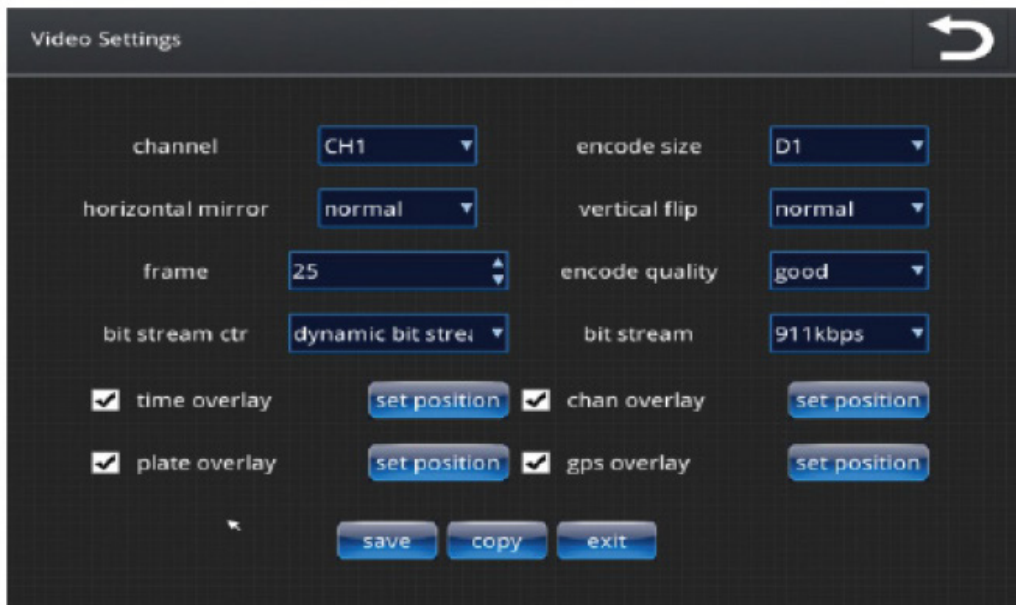 Video Settings
channel CH1 encode size D1
horizontal mirror normal vertical flip normal
frame 25 encode quality good
bit stream ctr dynamic bit strea bit stream 911kbps
time overlay set position chan overlay set position
plate overlay set position gps overlay set position
save copy exit